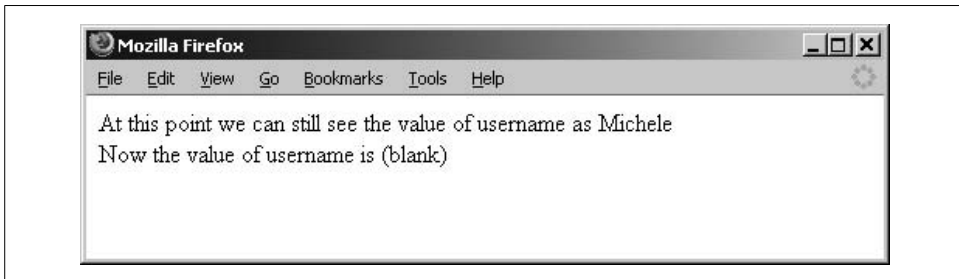 Mozilla Firefox
File Edit View Go Bookmarks Tools Help
At this point we can still see the value of username as Michele
Now the value of username is (blank)